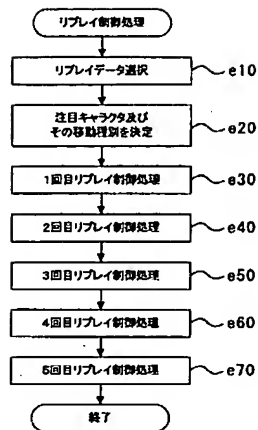 リプレイ制御処理
リプレイデータ選択
e10
注目キャラクタ及び
その移動種別を決定
e20
1回目リプレイ制御処理
e30
2回目リプレイ制御処理
e40
3回目リプレイ制御処理
e50
4回目リプレイ制御処理
e60
5回目リプレイ制御処理
e70
終了